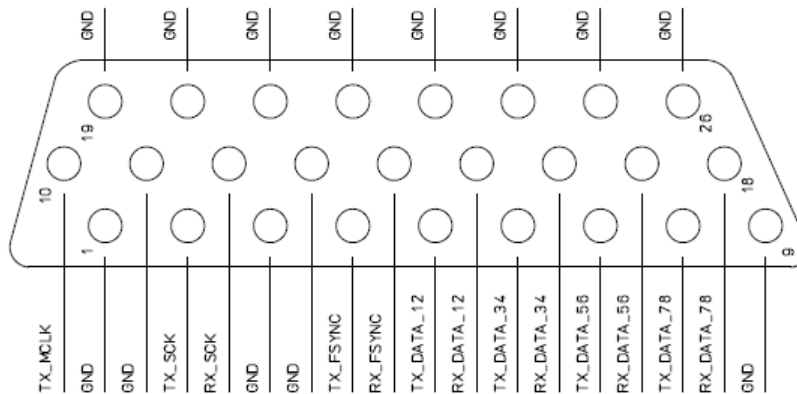 GND GND GND GND GND GND GND GND
19 26
10 18
1 9
TX_MCLK
GND
GND
TX_SCK
RX_SCK
GND
GND
TX_FSYNC
RX_FSYNC
TX_DATA_12
RX_DATA_12
TX_DATA_34
RX_DATA_34
TX_DATA_56
RX_DATA_56
TX_DATA_78
RX_DATA_78
GND